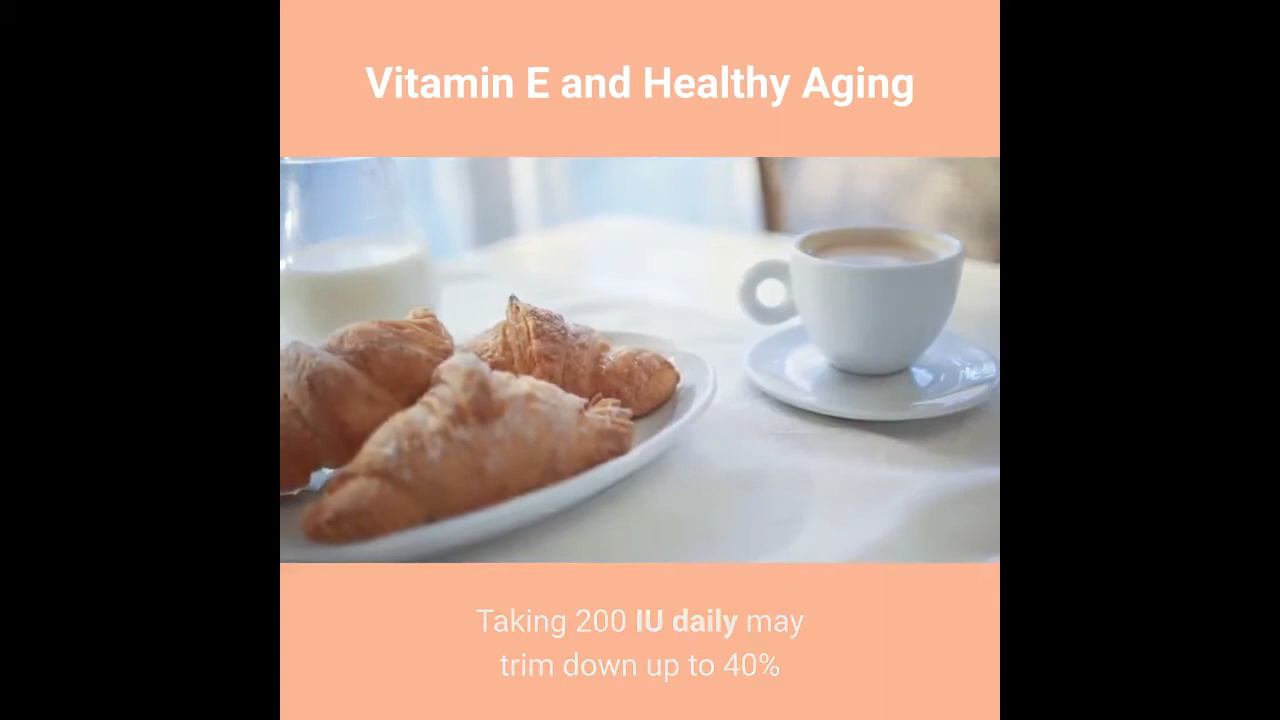 Vitamin E and Healthy Aging
Taking 200 IU daily may
trim down up to 40%